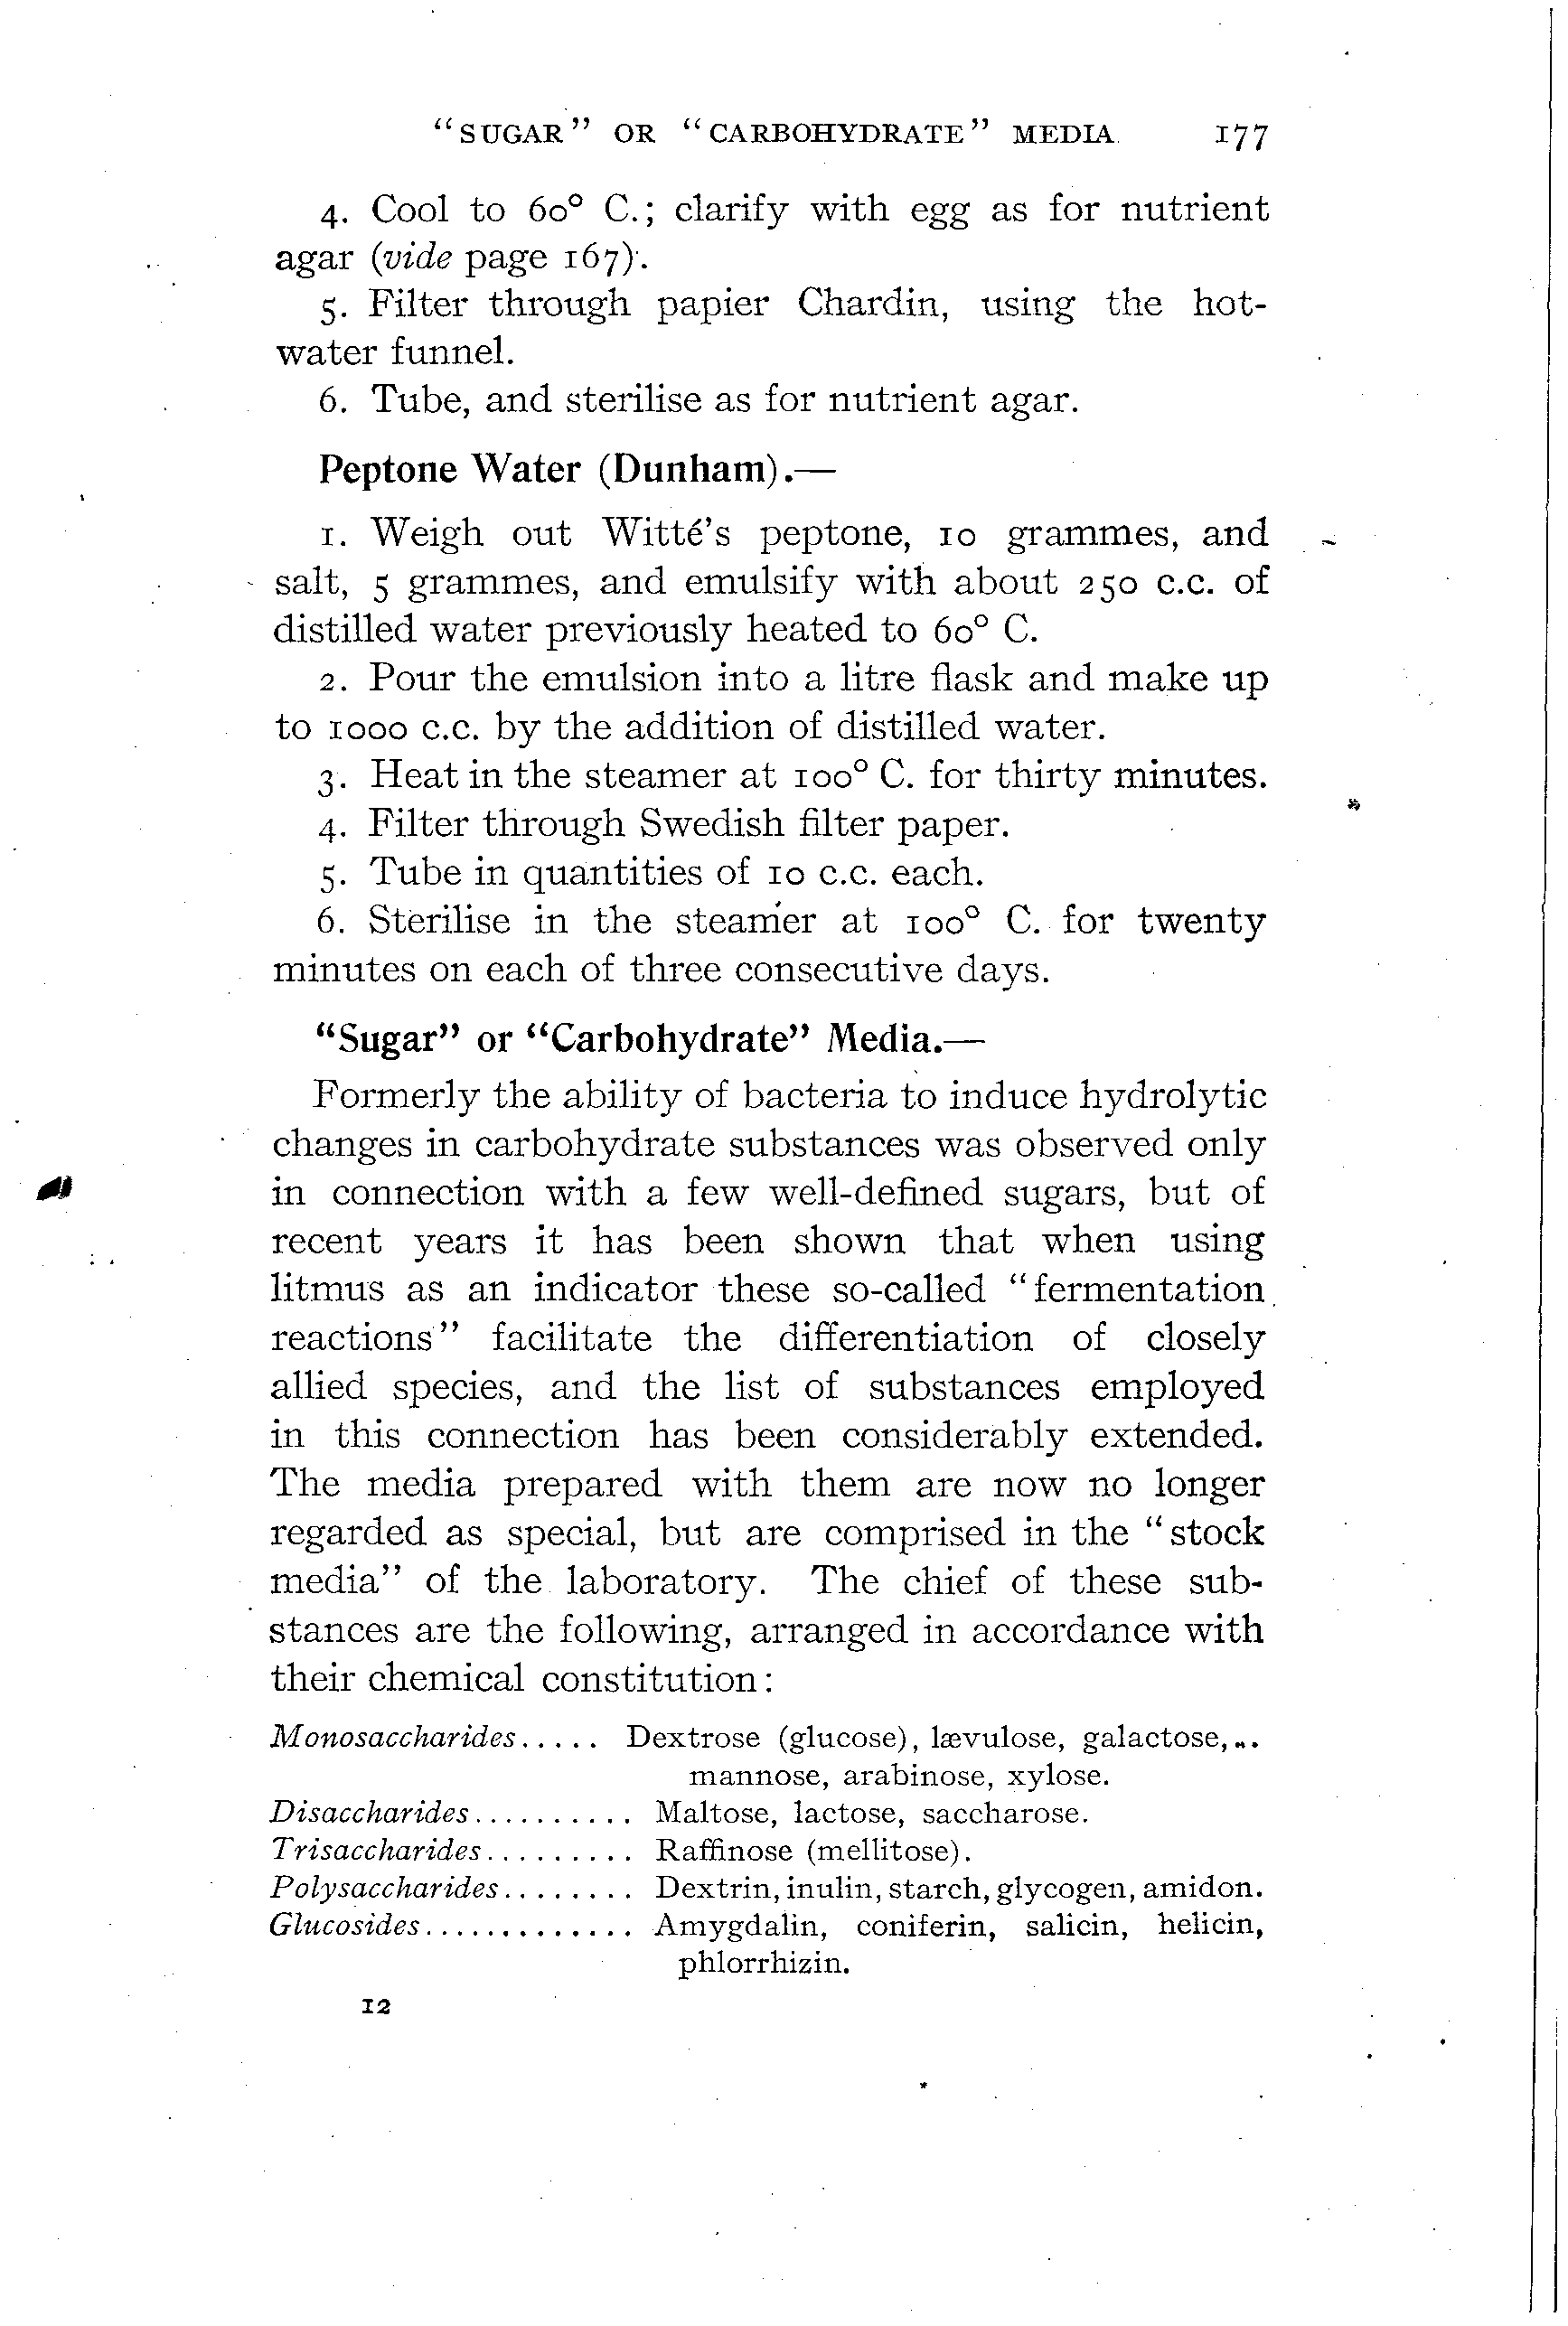 "SUGAR" OR "CARBOHYDRATE" MEDIA 177
4. Cool to 60° C.; clarify with egg as for nutrient
agar (vide page 167).
5. Filter through papier Chardin, using the hot-
water funnel.
6. Tube, and sterilise as for nutrient agar.
Peptone Water (Dunham).—
1. Weigh out Witté's peptone, 10 grammes, and
salt, 5 grammes, and emulsify with about 250 c.c. of
distilled water previously heated to 60° C.
2. Pour the emulsion into a litre flask and make up
to 1000 c.c. by the addition of distilled water.
3. Heat in the steamer at 100° C. for thirty minutes.
4. Filter through Swedish filter paper.
5. Tube in quantities of 10 c.c. each.
6. Sterilise in the steamer at 100° C. for twenty
minutes on each of three consecutive days.
"Sugar" or "Carbohydrate" Media.—
Formerly the ability of bacteria to induce hydrolytic
changes in carbohydrate substances was observed only
in connection with a few well-defined sugars, but of
recent years it has been shown that when using
litmus as an indicator these so-called "fermentation
reactions" facilitate the differentiation of closely
allied species, and the list of substances employed
in this connection has been considerably extended.
The media prepared with them are now no longer
regarded as special, but are comprised in the "stock
media" of the laboratory. The chief of these sub-
stances are the following, arranged in accordance with
their chemical constitution:
Monosaccharides..... Dextrose (glucose), lævulose, galactose,
mannose, arabinose, xylose.
Disaccharides.......... Maltose, lactose, saccharose.
Trisaccharides......... Raffinose (mellitose).
Polysaccharides........ Dextrin, inulin, starch, glycogen, amidon.
Glucosides............. Amygdalin, coniferin, salicin, helicin,
phlorrhizin.
12